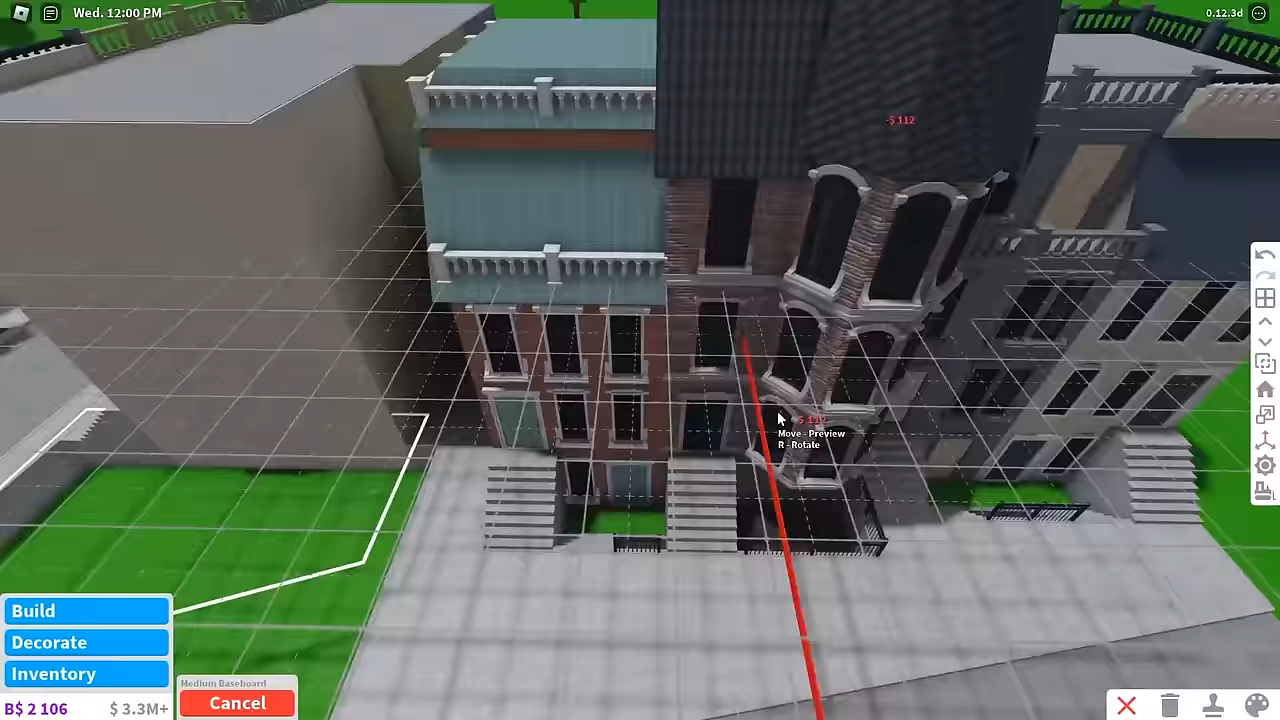 Wed. 12:00 PM
0.12.3d
-$ 112
Move - Preview
R - Rotate
Build
Decorate
Inventory
Medium Baseboard
Cancel
B$ 2 106
$ 3.3M+